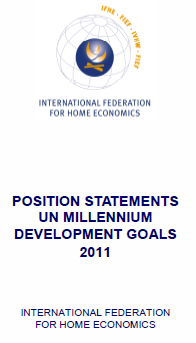 IFHE · FIEF · IVHW · FIEF
INTERNATIONAL FEDERATION
FOR HOME ECONOMICS
POSITION STATEMENTS
UN MILLENNIUM
DEVELOPMENT GOALS
2011
INTERNATIONAL FEDERATION
FOR HOME ECONOMICS